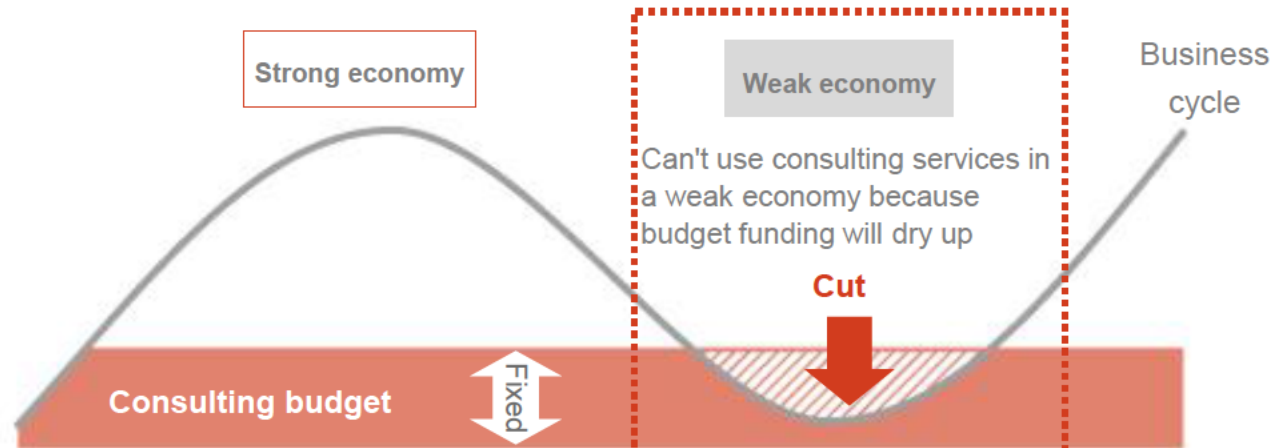 Strong economy
Weak economy
Business
cycle
Can't use consulting services in
a weak economy because
budget funding will dry up
Cut
Consulting budget
Fixed